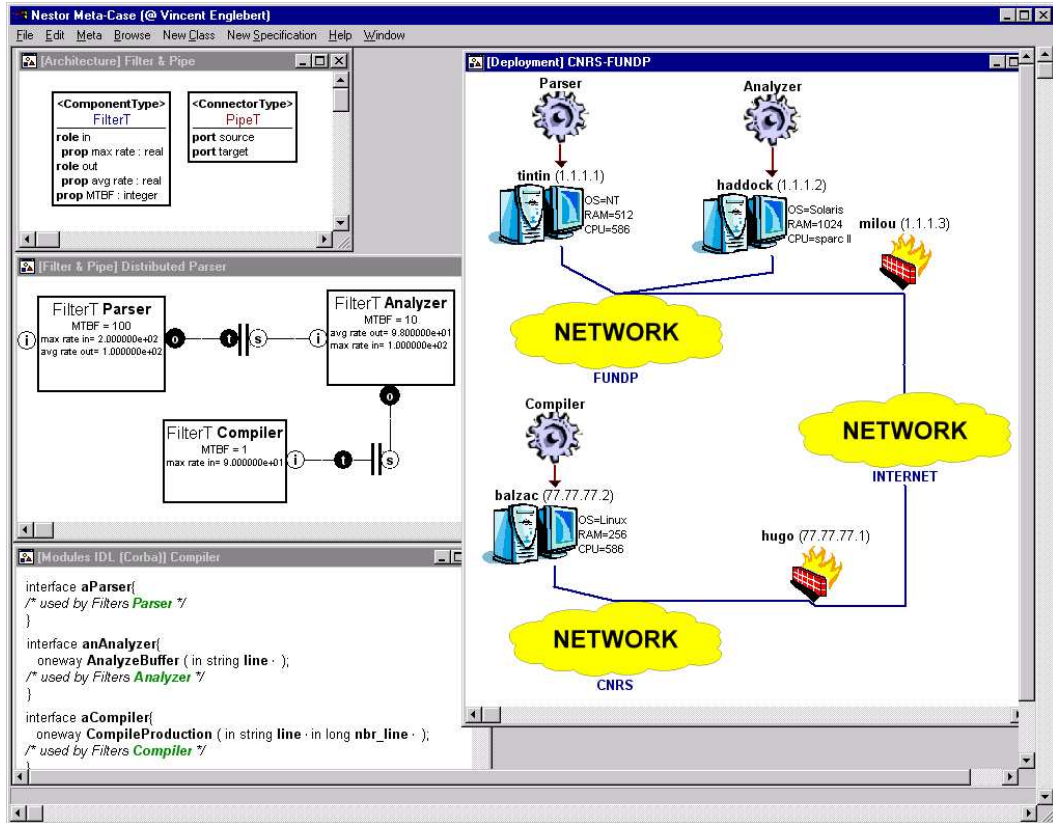 Nestor Meta-Case (@ Vincent Englebert)
File Edit Meta Browse New Class New Specification Help Window
[Architecture] Filter & Pipe
<ComponentType>
FilterT
role in
prop max rate : real
role out
prop avg rate : real
prop MTBF : integer
<ConnectorType>
PipeT
port source
port target
[Filter & Pipe] Distributed Parser
FilterT Parser
MTBF = 100
max rate in= 2.000000e+02
avg rate out= 1.000000e+02
i
o
t
s
i
FilterT Analyzer
MTBF = 10
avg rate out= 9.800000e+01
max rate in= 1.000000e+02
o
FilterT Compiler
MTBF = 1
max rate in= 9.000000e+01
i
t
s
[Modules IDL (Corba)] Compiler
interface aParser{
/* used by Filters Parser */
}
interface anAnalyzer{
oneway AnalyzeBuffer ( in string line · );
/* used by Filters Analyzer */
}
interface aCompiler{
oneway CompileProduction ( in string line · in long nbr_line · );
/* used by Filters Compiler */
}
[Deployment] CNRS-FUNDP
Parser
Analyzer
tintin (1.1.1.1)
OS=NT
RAM=512
CPU=586
haddock (1.1.1.2)
OS=Solaris
RAM=1024
CPU=sparc II
milou (1.1.1.3)
NETWORK
FUNDP
Compiler
NETWORK
INTERNET
balzac (77.77.77.2)
OS=Linux
RAM=256
CPU=586
hugo (77.77.77.1)
NETWORK
CNRS